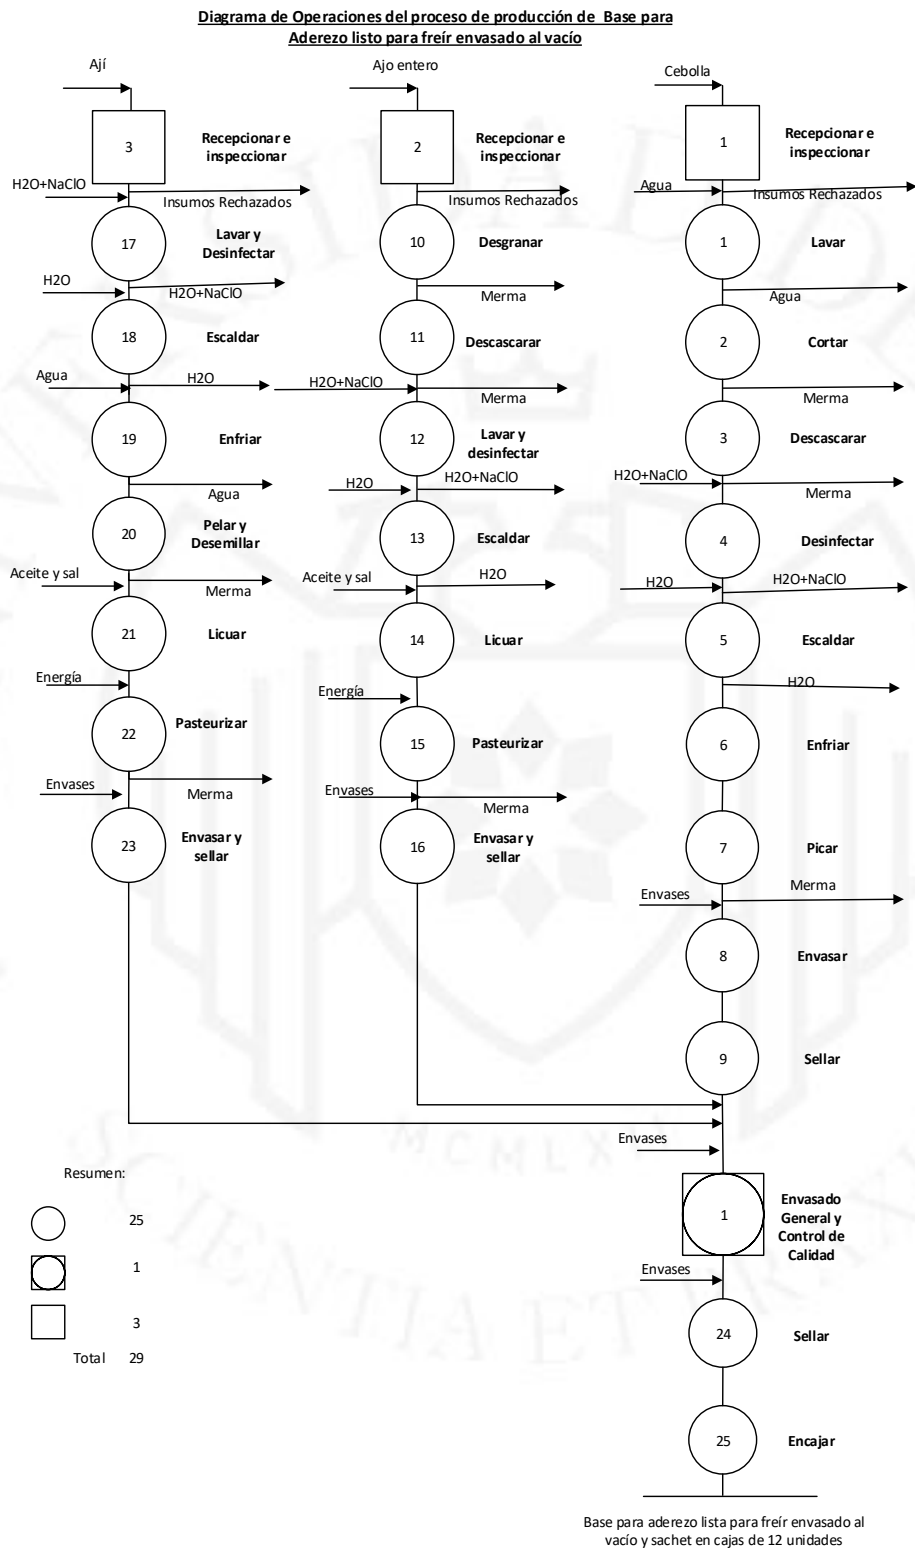 Diagrama de Operaciones del proceso de producción de Base para
Aderezo listo para freír envasado al vacío
Ají
3
Recepcionar e
inspeccionar
H2O+NaClO
Insumos Rechazados
17
Lavar y
Desinfectar
H2O
H2O+NaClO
18
Escaldar
Agua
H2O
19
Enfriar
Agua
20
Pelar y
Desemillar
Aceite y sal
Merma
21
Licuar
Energía
22
Pasteurizar
Envases
Merma
23
Envasar y
sellar
Ajo entero
2
Recepcionar e
inspeccionar
Insumos Rechazados
10
Desgranar
Merma
11
Descascarar
H2O+NaClO
Merma
12
Lavar y
desinfectar
H2O
H2O+NaClO
13
Escaldar
Aceite y sal
H2O
14
Licuar
Energía
15
Pasteurizar
Envases
Merma
16
Envasar y
sellar
Cebolla
1
Recepcionar e
inspeccionar
Agua
Insumos Rechazados
1
Lavar
Agua
2
Cortar
Merma
3
Descascarar
H2O+NaClO
Merma
4
Desinfectar
H2O
H2O+NaClO
5
Escaldar
H2O
6
Enfriar
7
Picar
Envases
Merma
8
Envasar
9
Sellar
Envases
1
Envasado
General y
Control de
Calidad
Envases
24
Sellar
25
Encajar
Base para aderezo lista para freír envasado al
vacío y sachet en cajas de 12 unidades
Resumen:
25
1
3
Total 29
SCIENTIA ET PRAXIS